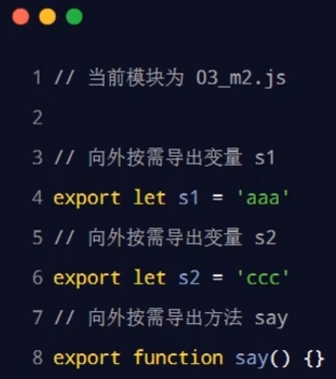 1 // 当前模块为 03_m2.js
2
3 // 向外按需导出变量 s1
4 export let s1 = 'aaa'
5 // 向外按需导出变量 s2
6 export let s2 = 'ccc'
7 // 向外按需导出方法 say
8 export function say() {}